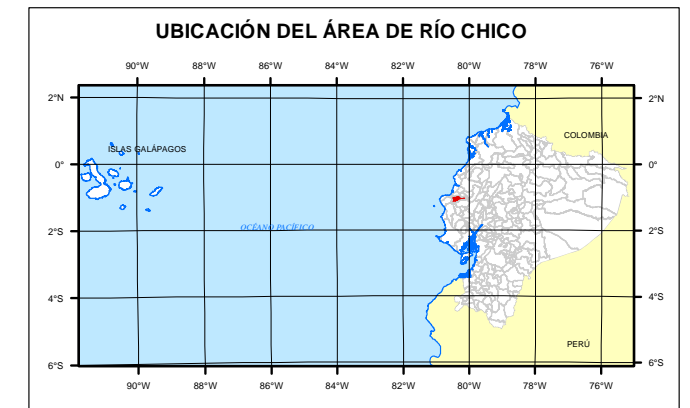 UBICACIÓN DEL ÁREA DE RÍO CHICO
90°W 88°W 86°W 84°W 82°W 80°W 78°W 76°W
2°N 2°N
COLOMBIA
ISLAS GALÁPAGOS
0° 0°
OCÉANO PACÍFICO
2°S 2°S
4°S 4°S
PERÚ
6°S 6°S
90°W 88°W 86°W 84°W 82°W 80°W 78°W 76°W